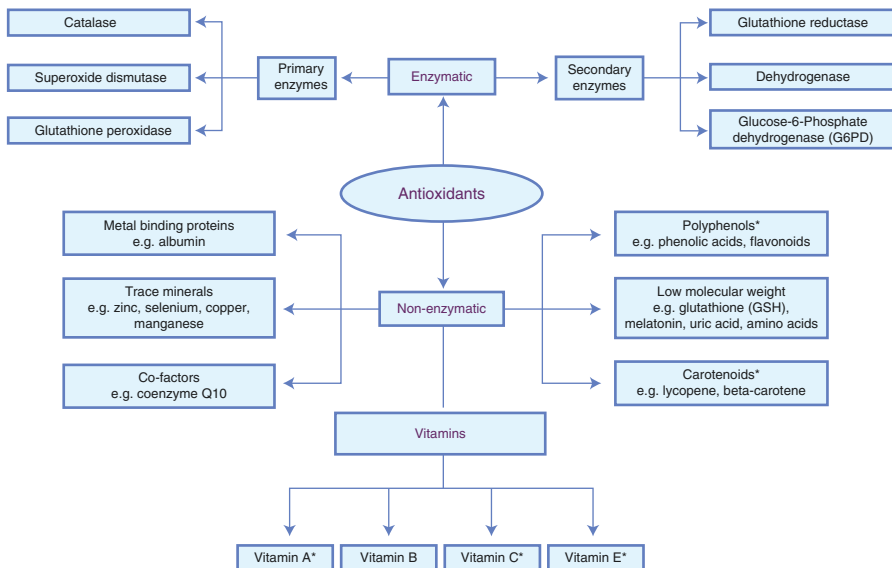 Catalase
Superoxide dismutase
Glutathione peroxidase
Primary
enzymes
Enzymatic
Secondary
enzymes
Glutathione reductase
Dehydrogenase
Glucose-6-Phosphate
dehydrogenase (G6PD)
Antioxidants
Metal binding proteins
e.g. albumin
Trace minerals
e.g. zinc, selenium, copper,
manganese
Co-factors
e.g. coenzyme Q10
Non-enzymatic
Polyphenols*
e.g. phenolic acids, flavonoids
Low molecular weight
e.g. glutathione (GSH),
melatonin, uric acid, amino acids
Carotenoids*
e.g. lycopene, beta-carotene
Vitamins
Vitamin A*
Vitamin B
Vitamin C*
Vitamin E*